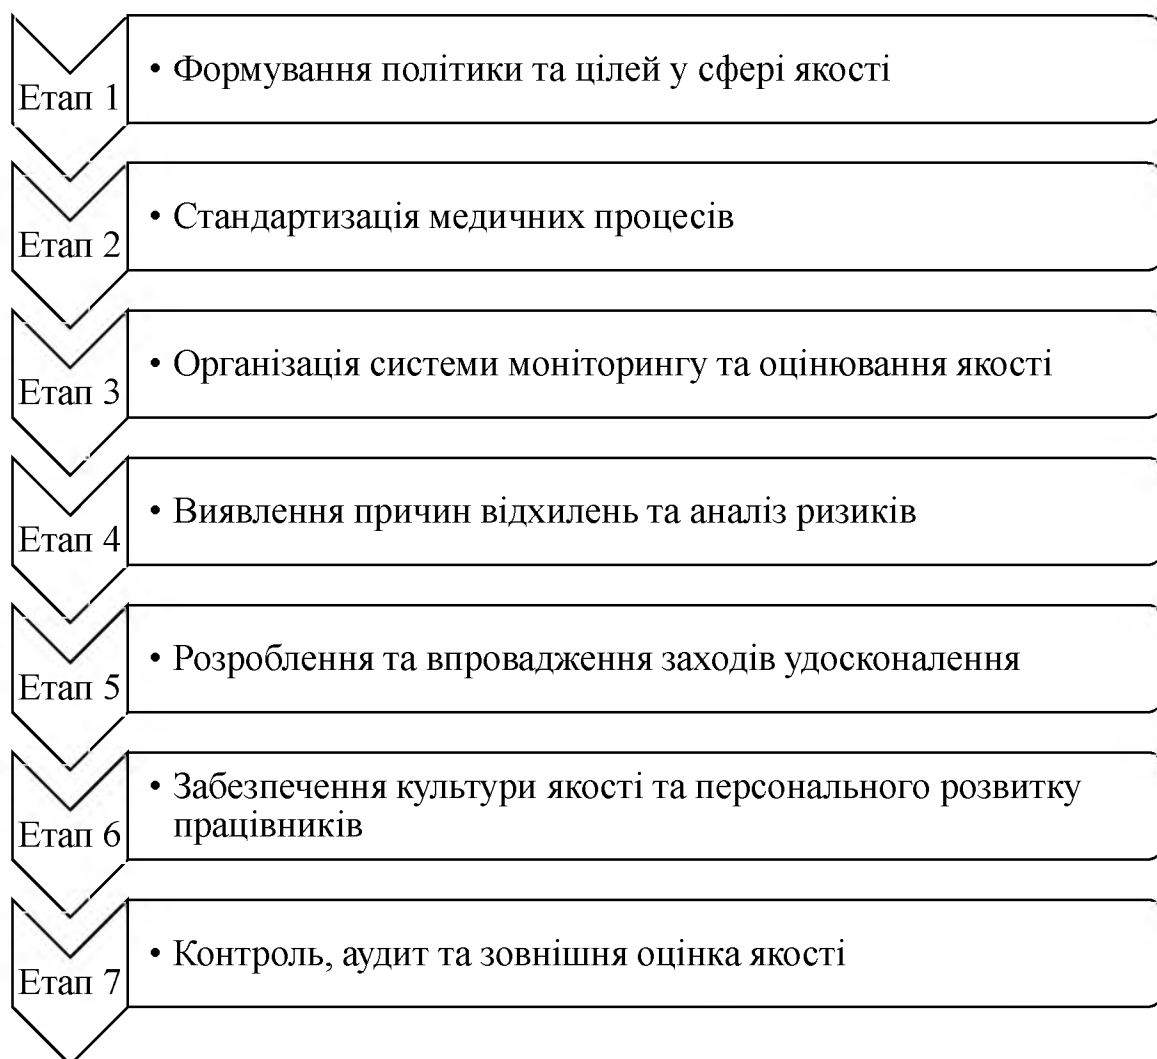 Етап 1
• Формування політики та цілей у сфері якості
Етап 2
• Стандартизація медичних процесів
Етап 3
• Організація системи моніторингу та оцінювання якості
Етап 4
• Виявлення причин відхилень та аналіз ризиків
Етап 5
• Розроблення та впровадження заходів удосконалення
Етап 6
• Забезпечення культури якості та персонального розвитку
працівників
Етап 7
• Контроль, аудит та зовнішня оцінка якості